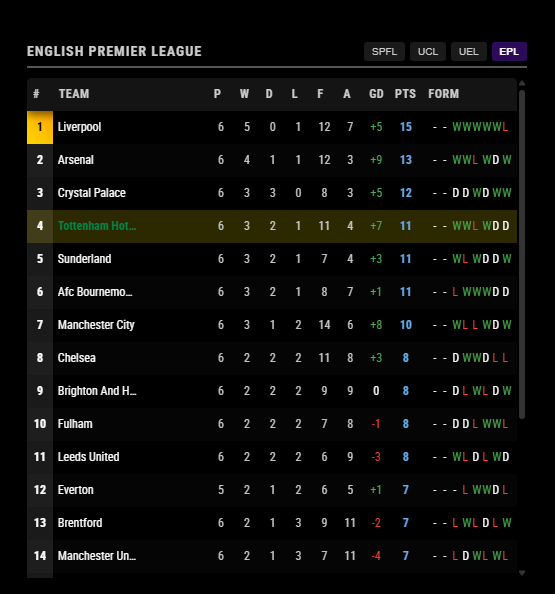 ENGLISH PREMIER LEAGUE SPFL UCL UEL EPL
# TEAM P W D L F A GD PTS FORM
1 Liverpool 6 5 0 1 12 7 +5 15 - - W W W W W L
2 Arsenal 6 4 1 1 12 3 +9 13 - - W W L W D W
3 Crystal Palace 6 3 3 0 8 3 +5 12 - - D D W D W W
4 Tottenham Hot... 6 3 2 1 11 4 +7 11 - - W W L W D D
5 Sunderland 6 3 2 1 7 4 +3 11 - - W L W D D W
6 Afc Bournemo... 6 3 2 1 8 7 +1 11 - - L W W W D D
7 Manchester City 6 3 1 2 14 6 +8 10 - - W L L W D W
8 Chelsea 6 2 2 2 11 8 +3 8 - - D W W D L L
9 Brighton And H... 6 2 2 2 9 9 0 8 - - D L W L D W
10 Fulham 6 2 2 2 7 8 -1 8 - - D D L W W L
11 Leeds United 6 2 2 2 6 9 -3 8 - - W L D L W D
12 Everton 5 2 1 2 6 5 +1 7 - - - L W W D L
13 Brentford 6 2 1 3 9 11 -2 7 - - L W L D L W
14 Manchester Un... 6 2 1 3 7 11 -4 7 - - L D W L W L